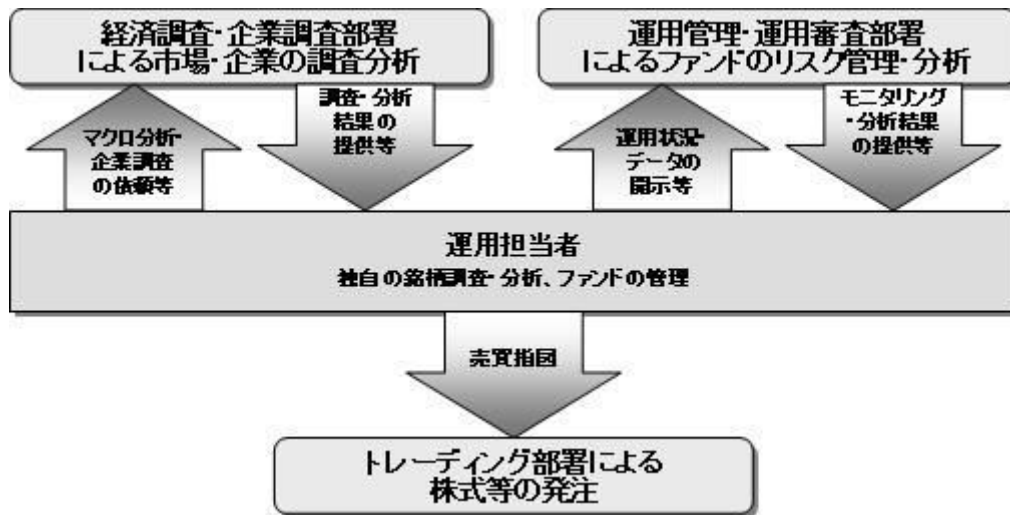 経済調査・企業調査部署
による市場・企業の調査分析
運用管理・運用審査部署
によるファンドのリスク管理・分析
マクロ分析・
企業調査
の依頼等
調査・分析
結果の
提供等
運用状況・
データの
開示等
モニタリング
・分析結果
の提供等
運用担当者
独自の銘柄調査・分析、ファンドの管理
売買指図
トレーディング部署による
株式等の発注